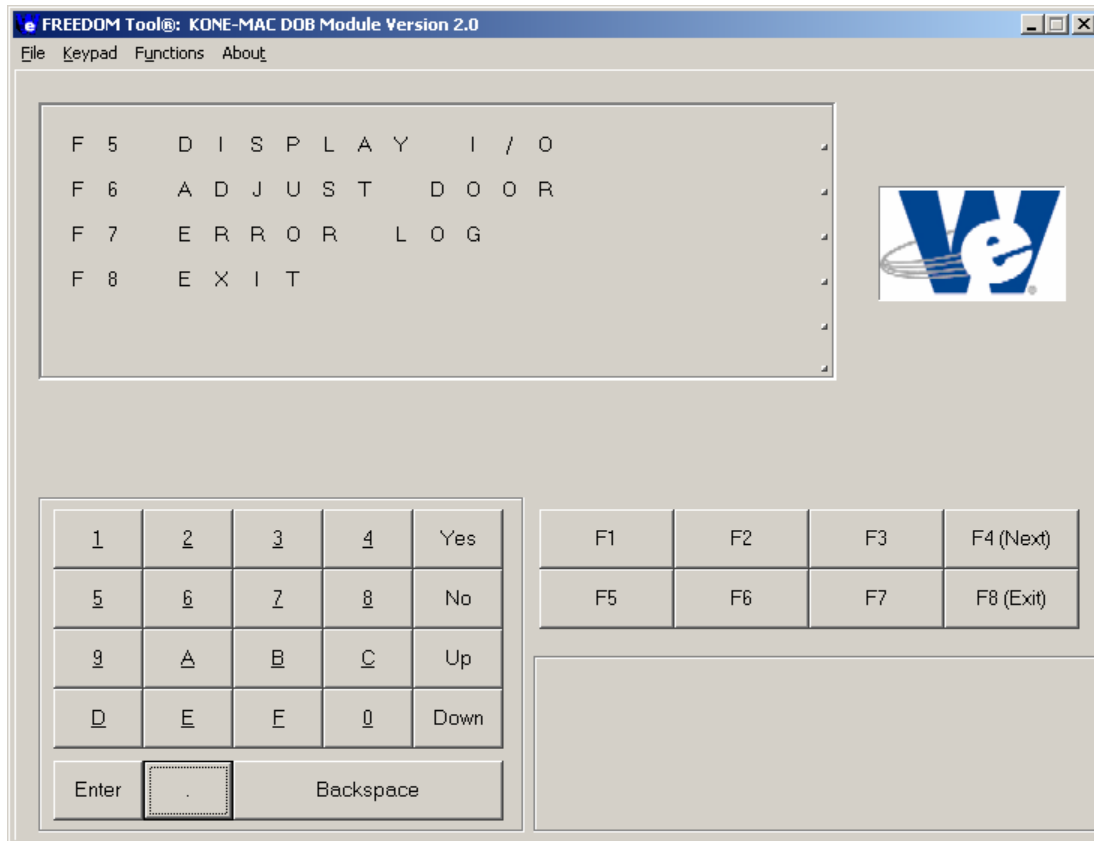 FREEDOM Tool®: KONE-MAC DOB Module Version 2.0
File Keypad Functions About
F5 DISPLAY I/O
F6 ADJUST DOOR
F7 ERROR LOG
F8 EXIT
We®
1 2 3 4 Yes
5 6 7 8 No
9 A B C Up
D E F 0 Down
Enter . Backspace
F1 F2 F3 F4 (Next)
F5 F6 F7 F8 (Exit)